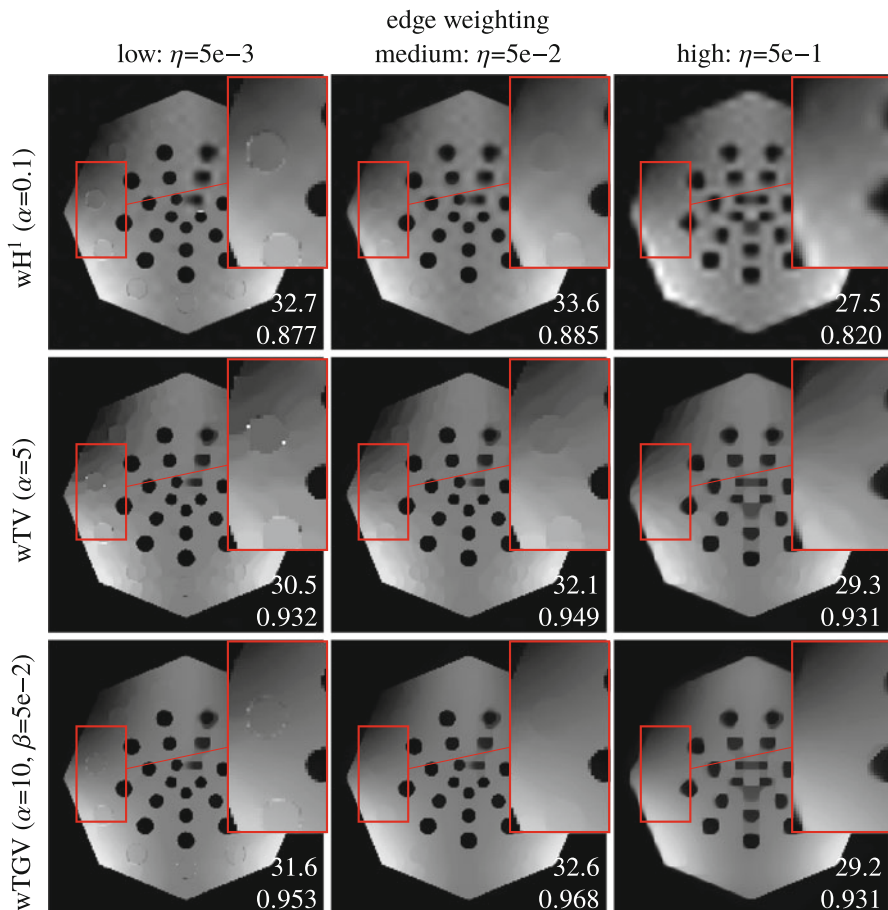 edge weighting
low: η=5e−3
medium: η=5e−2
high: η=5e−1
wH¹ (α=0.1)
32.7
0.877
33.6
0.885
27.5
0.820
wTV (α=5)
30.5
0.932
32.1
0.949
29.3
0.931
wTGV (α=10, β=5e−2)
31.6
0.953
32.6
0.968
29.2
0.931